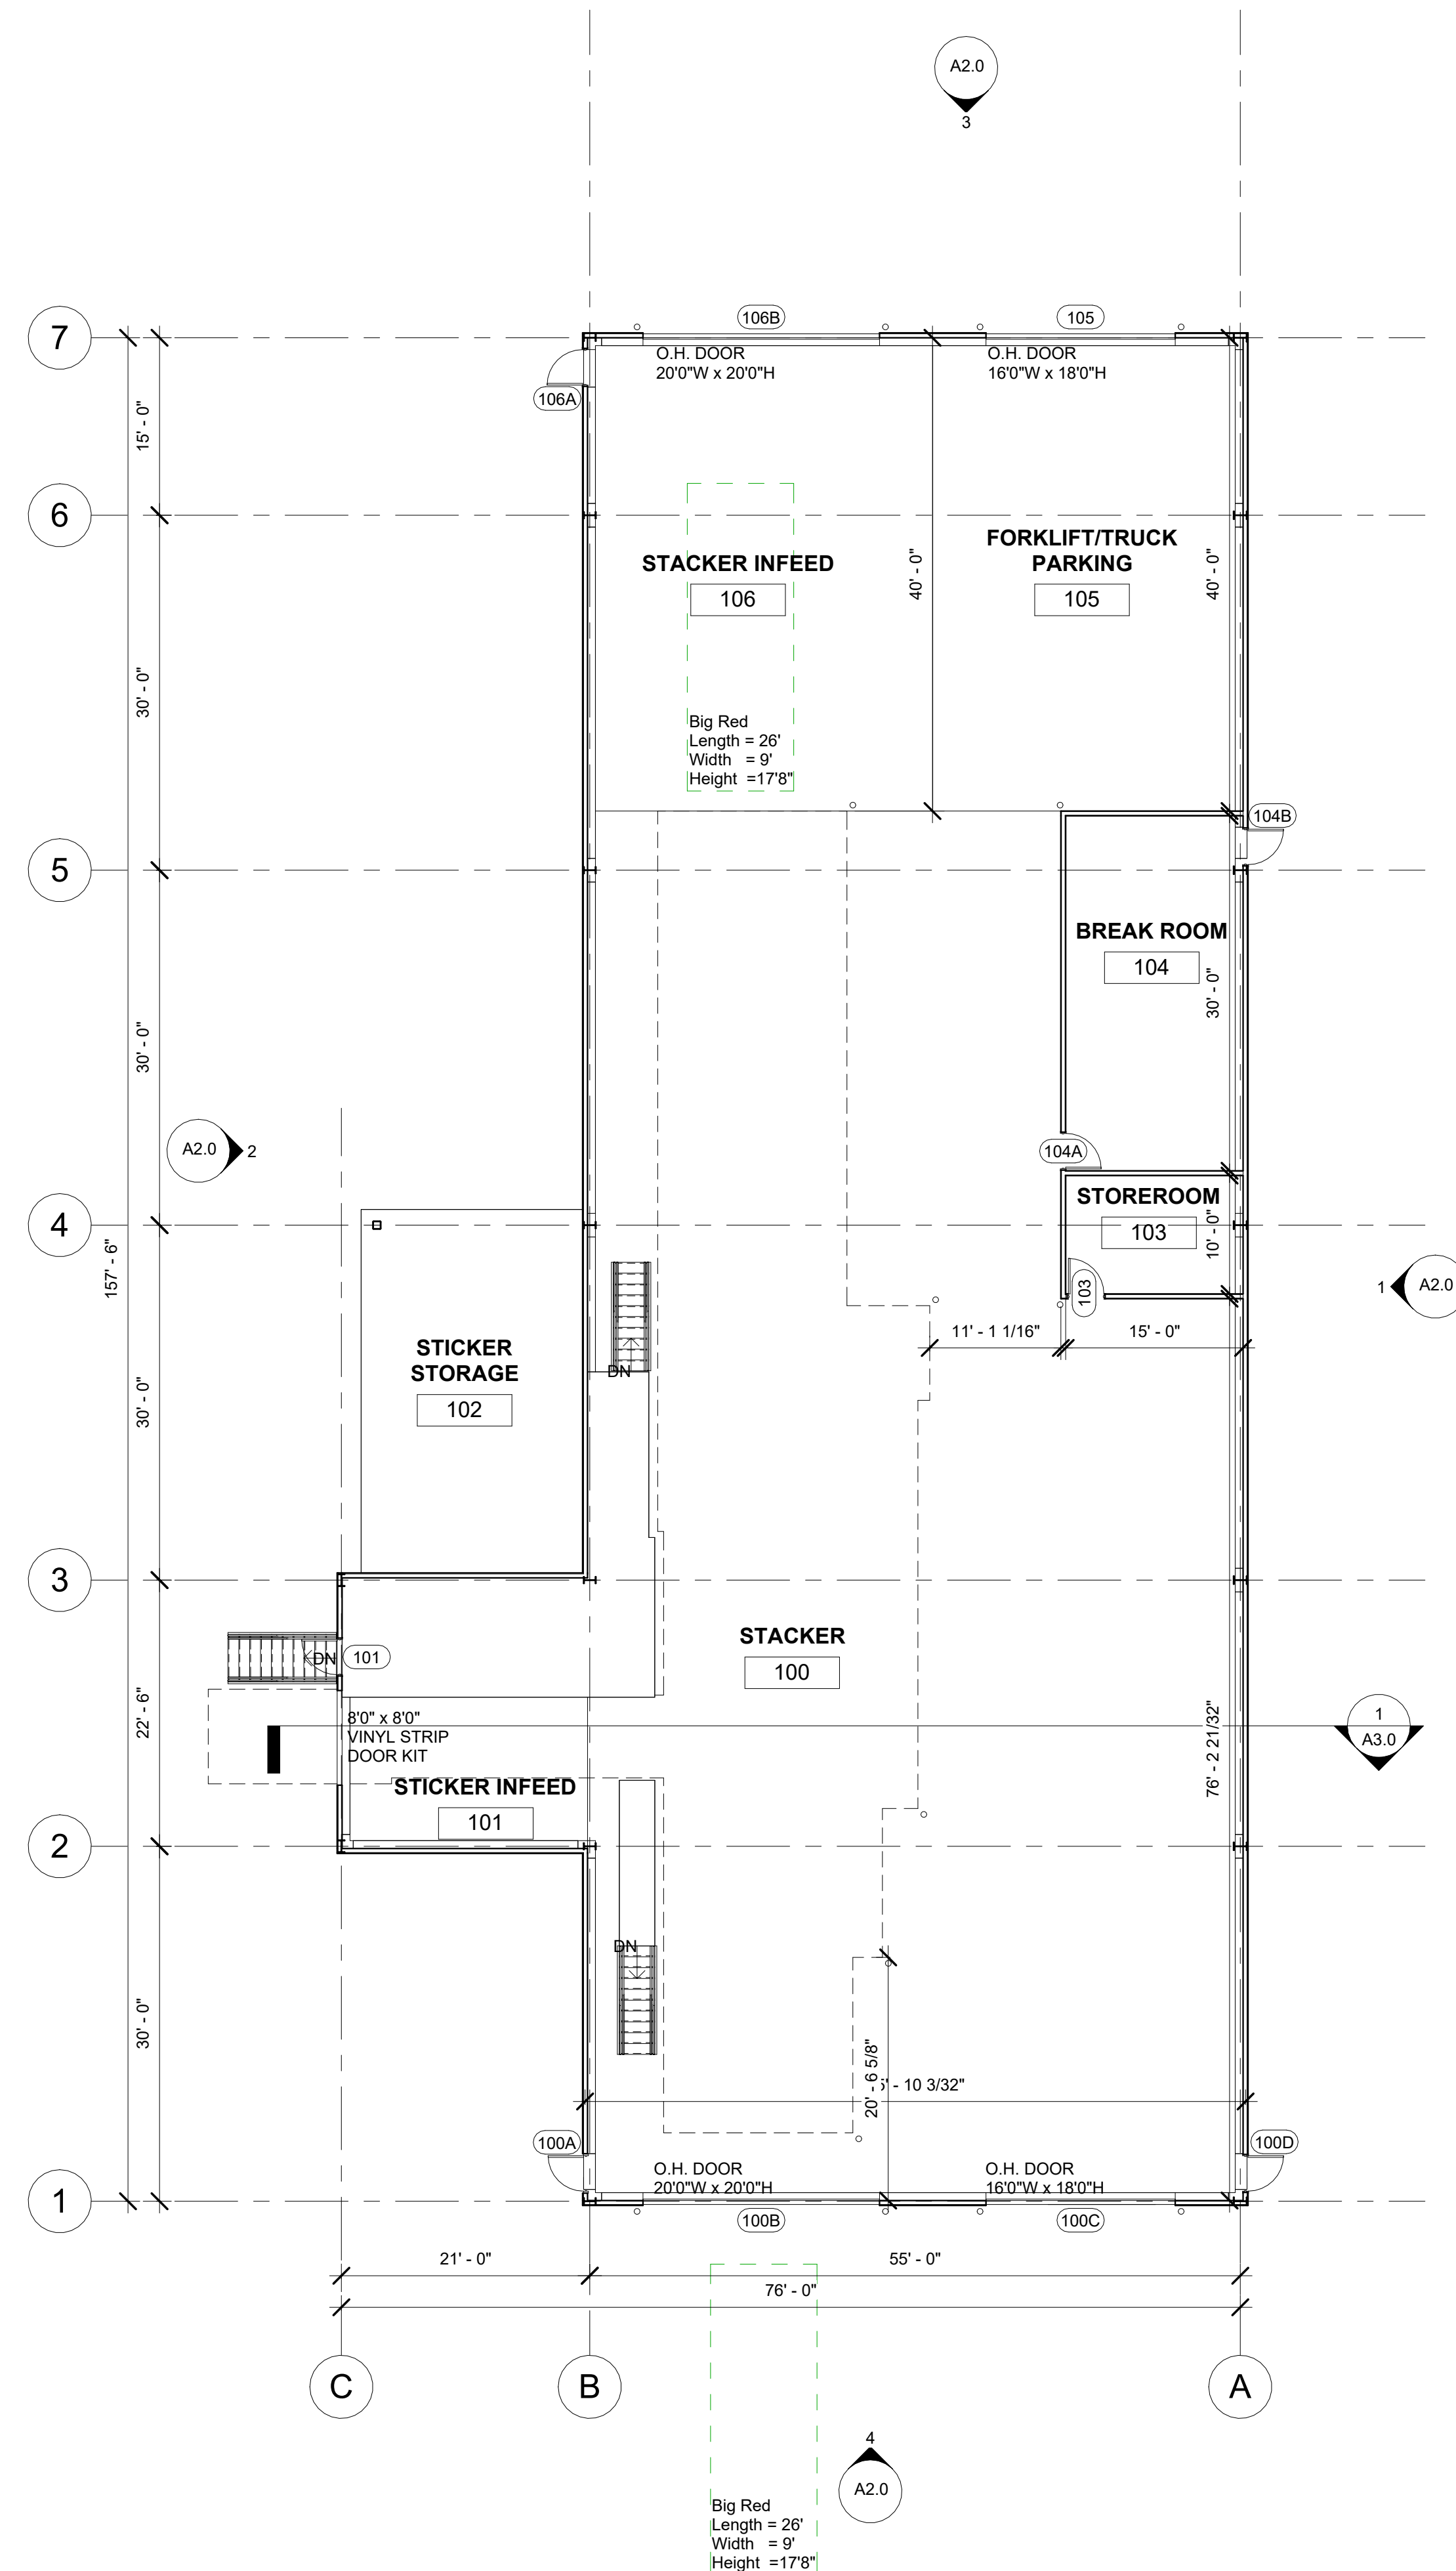 A2.0
3
7
106B
105
O.H. DOOR
20'0"W x 20'0"H
O.H. DOOR
16'0"W x 18'0"H
106A
15' - 0"
6
STACKER INFEED
106
40' - 0"
FORKLIFT/TRUCK
PARKING
105
40' - 0"
30' - 0"
Big Red
Length = 26'
Width = 9'
Height =17'8"
104B
5
BREAK ROOM
104
30' - 0"
30' - 0"
A2.0
2
104A
STOREROOM
103
10' - 0"
4
157' - 6"
103
1
A2.0
11' - 1 1/16"
15' - 0"
STICKER
STORAGE
102
DN
30' - 0"
3
STACKER
100
DN
101
22' - 6"
8'0" x 8'0"
VINYL STRIP
DOOR KIT
STICKER INFEED
101
76' - 2 21/32"
1
A3.0
2
DN
30' - 0"
20' - 6 5/8"
' - 10 3/32"
100A
100D
O.H. DOOR
20'0"W x 20'0"H
O.H. DOOR
16'0"W x 18'0"H
1
100B
100C
21' - 0"
55' - 0"
76' - 0"
C
B
A
4
A2.0
Big Red
Length = 26'
Width = 9'
Height =17'8"